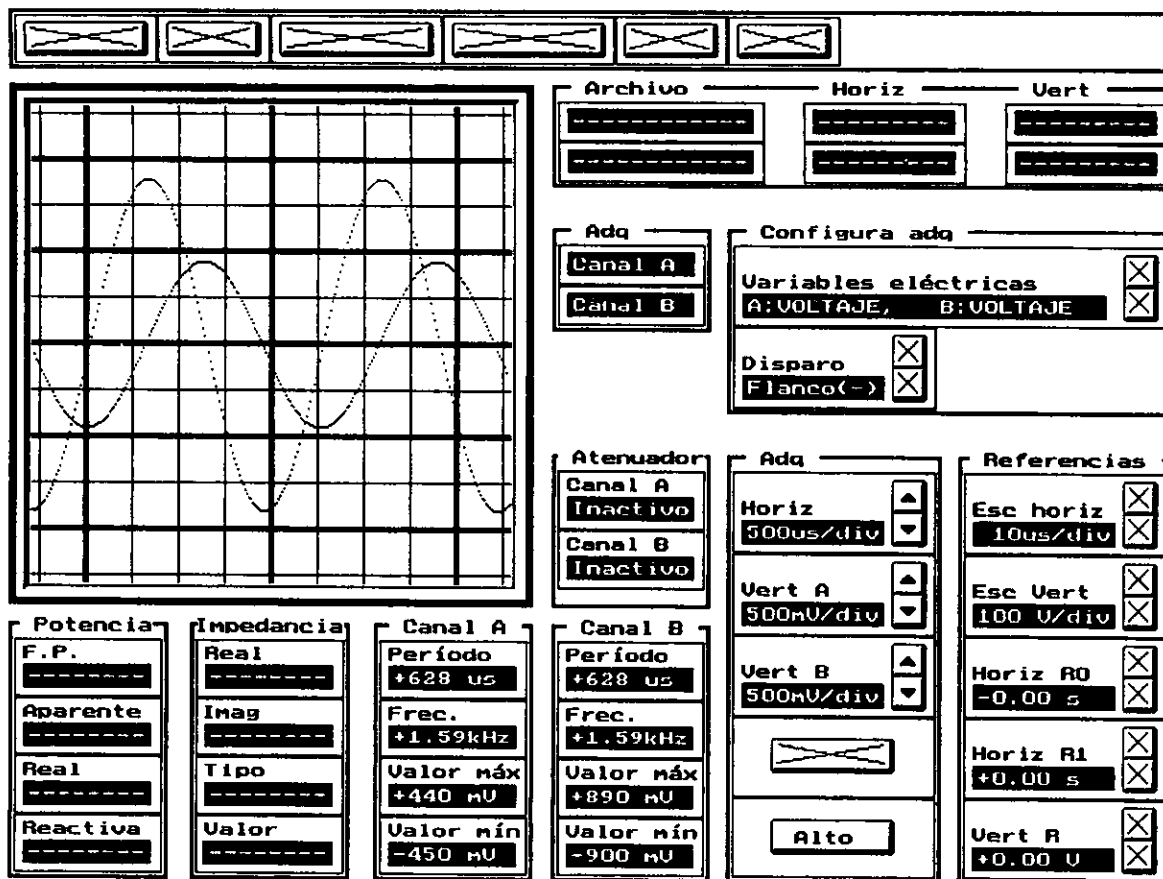 Archivo
Horiz
Vert
------------
----------
---------
------------
----------
---------
Adq
Canal A
Canal B
Configura adq
Variables eléctricas
A:VOLTAJE, B:VOLTAJE
Disparo
Flanco(-)
Atenuador
Canal A
Inactivo
Canal B
Inactivo
Adq
Horiz
500us/div
Vert A
500mV/div
Vert B
500mV/div
Alto
Referencias
Esc horiz
10us/div
Esc Vert
100 V/div
Horiz R0
-0.00 s
Horiz R1
+0.00 s
Vert R
+0.00 V
Potencia
F.P.
--------
Aparente
--------
Real
--------
Reactiva
--------
Impedancia
Real
--------
Imag
--------
Tipo
--------
Valor
--------
Canal A
Período
+628 us
Frec.
+1.59kHz
Valor máx
+440 mV
Valor mín
-450 mV
Canal B
Período
+628 us
Frec.
+1.59kHz
Valor máx
+890 mV
Valor mín
-900 mV